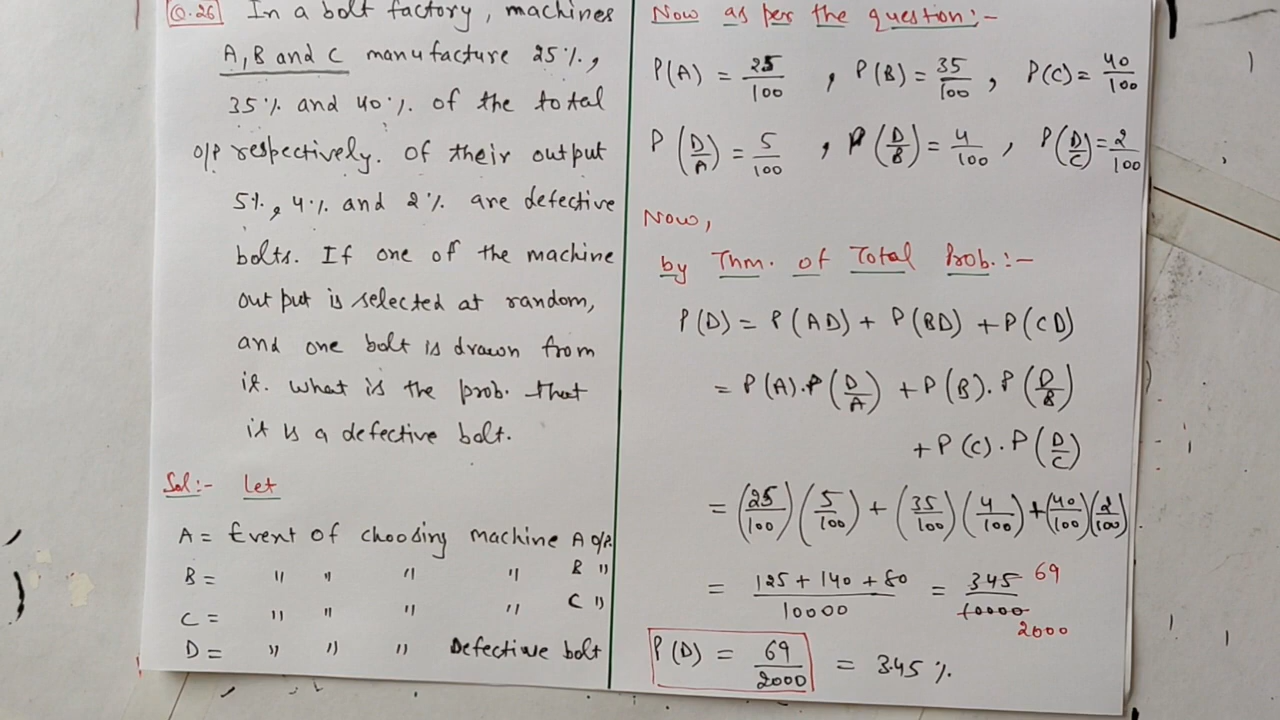 Q.26 In a bolt factory, machines
A, B and C manufacture 25%,
35% and 40% of the total
O/P respectively. Of their output
5%, 4% and 2% are defective
bolts. If one of the machine
output is selected at random,
and one bolt is drawn from
it. What is the prob. that
it is a defective bolt.
Sol:- Let
A = Event of choosing machine A O/P.
B = " " " " B "
C = " " " " C "
D = " " " Defective bolt
Now as per the question:-
P(A) = 25/100 , P(B) = 35/100 , P(C) = 40/100
P(D/A) = 5/100 , P(D/B) = 4/100 , P(D/C) = 2/100
Now,
by Thm. of Total Prob.:-
P(D) = P(AD) + P(BD) + P(CD)
= P(A).P(D/A) + P(B).P(D/B)
+ P(C).P(D/C)
= (25/100)(5/100) + (35/100)(4/100) + (40/100)(2/100)
= 125 + 140 + 80/10000 = 345/10000 69/2000
P(D) = 69/2000 = 3.45 %.